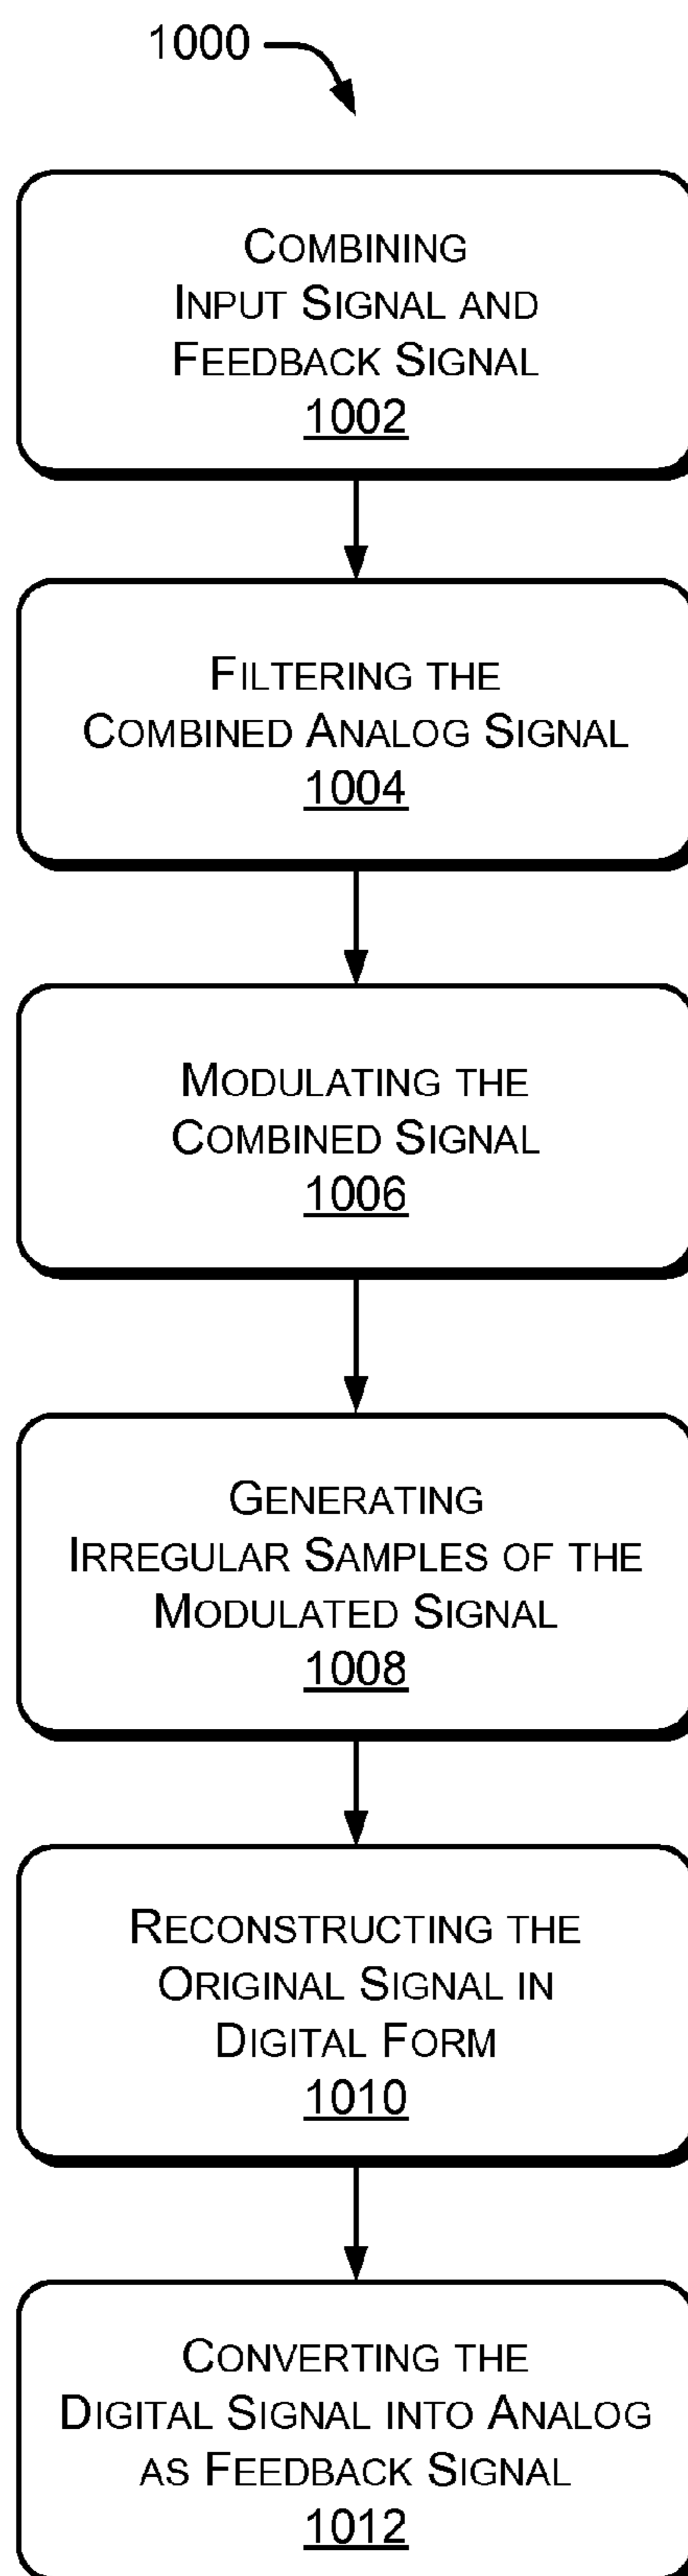 1000
COMBINING
INPUT SIGNAL AND
FEEDBACK SIGNAL
1002
FILTERING THE
COMBINED ANALOG SIGNAL
1004
MODULATING THE
COMBINED SIGNAL
1006
GENERATING
IRREGULAR SAMPLES OF THE
MODULATED SIGNAL
1008
RECONSTRUCTING THE
ORIGINAL SIGNAL IN
DIGITAL FORM
1010
CONVERTING THE
DIGITAL SIGNAL INTO ANALOG
AS FEEDBACK SIGNAL
1012